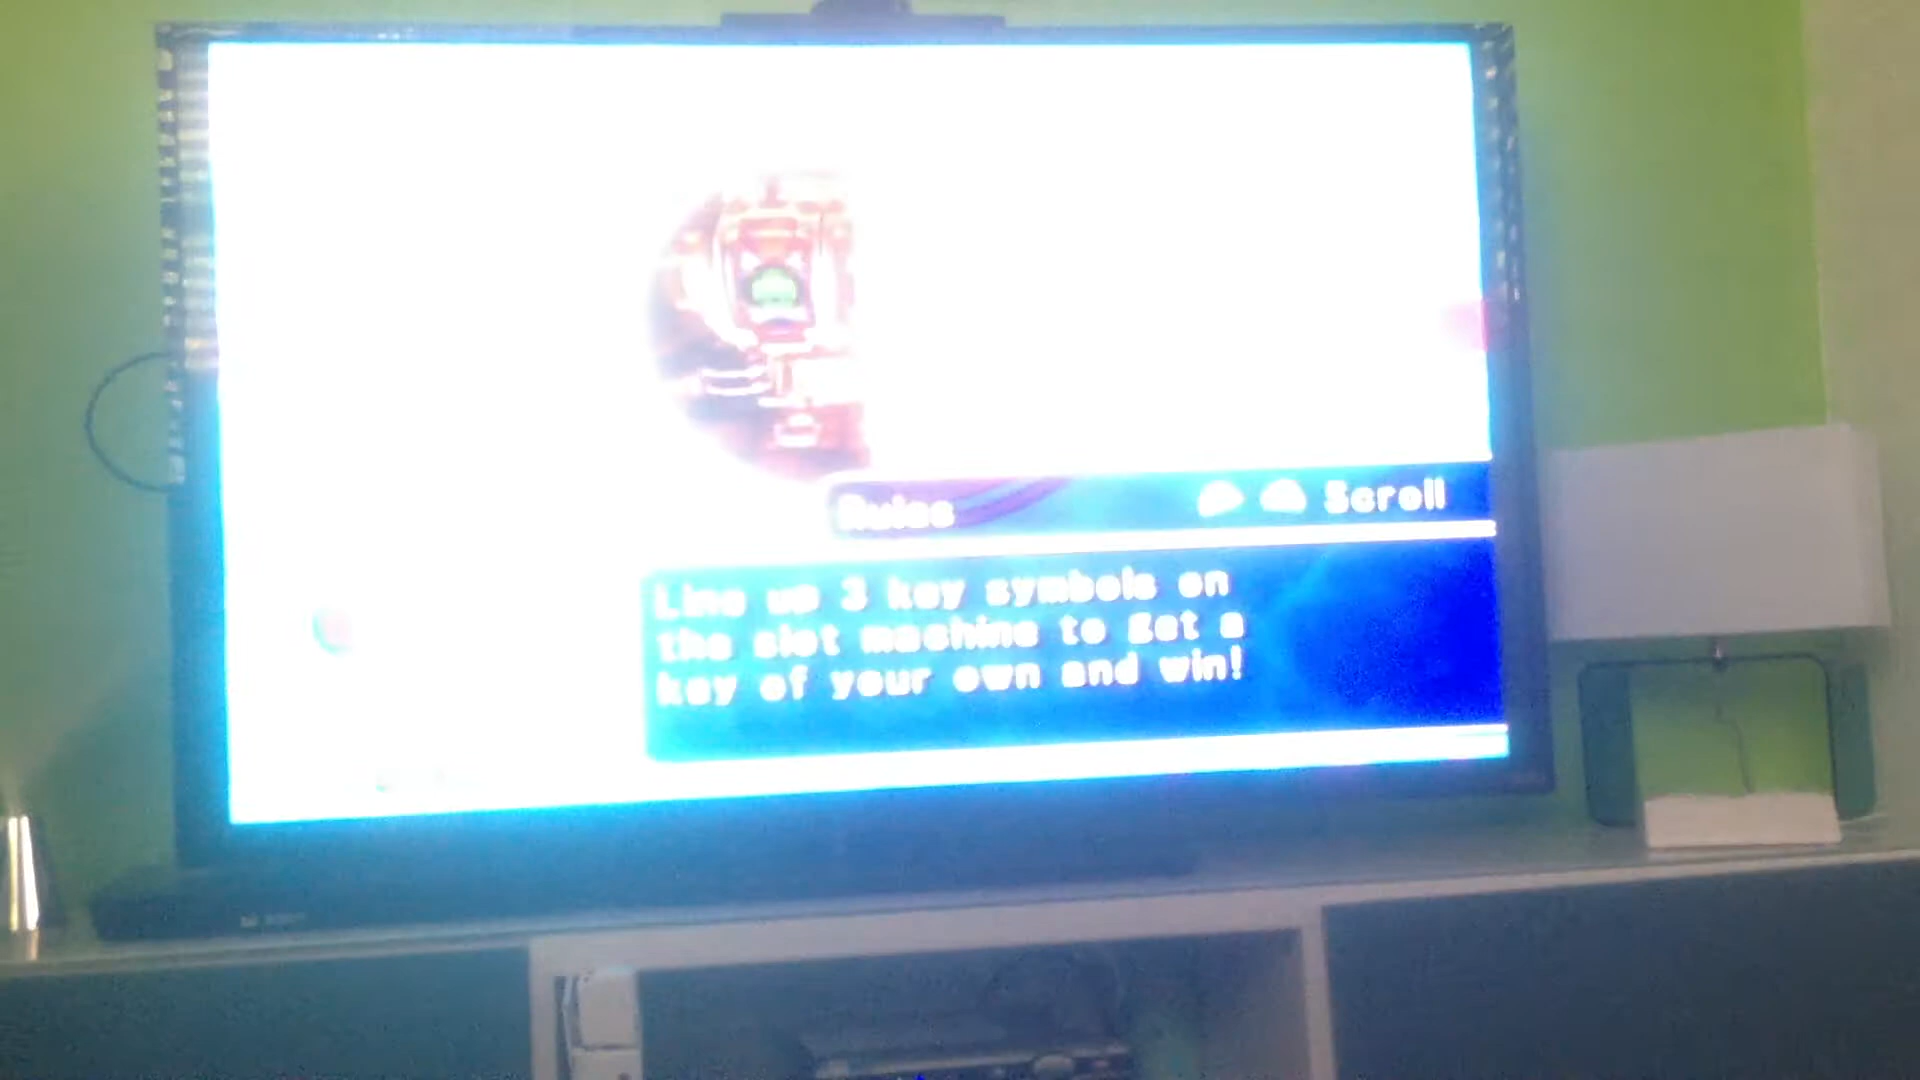 Rules
Scroll
Line up 3 key symbols on
the slot machine to get a
key of your own and win!